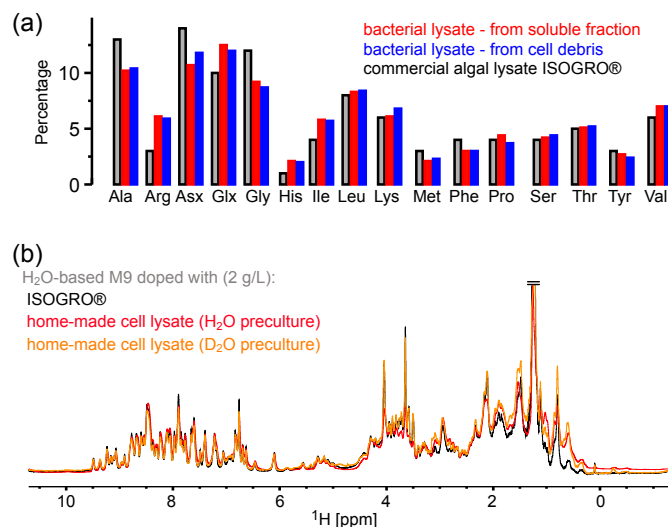 (a)
bacterial lysate - from soluble fraction
bacterial lysate - from cell debris
commercial algal lysate ISOGRO®
Percentage
10
5
0
Ala Arg Asx Glx Gly His Ile Leu Lys Met Phe Pro Ser Thr Tyr Val
(b)
H₂O-based M9 doped with (2 g/L):
ISOGRO®
home-made cell lysate (H₂O preculture)
home-made cell lysate (D₂O preculture)
10 8 6 4 2 0
¹H [ppm]